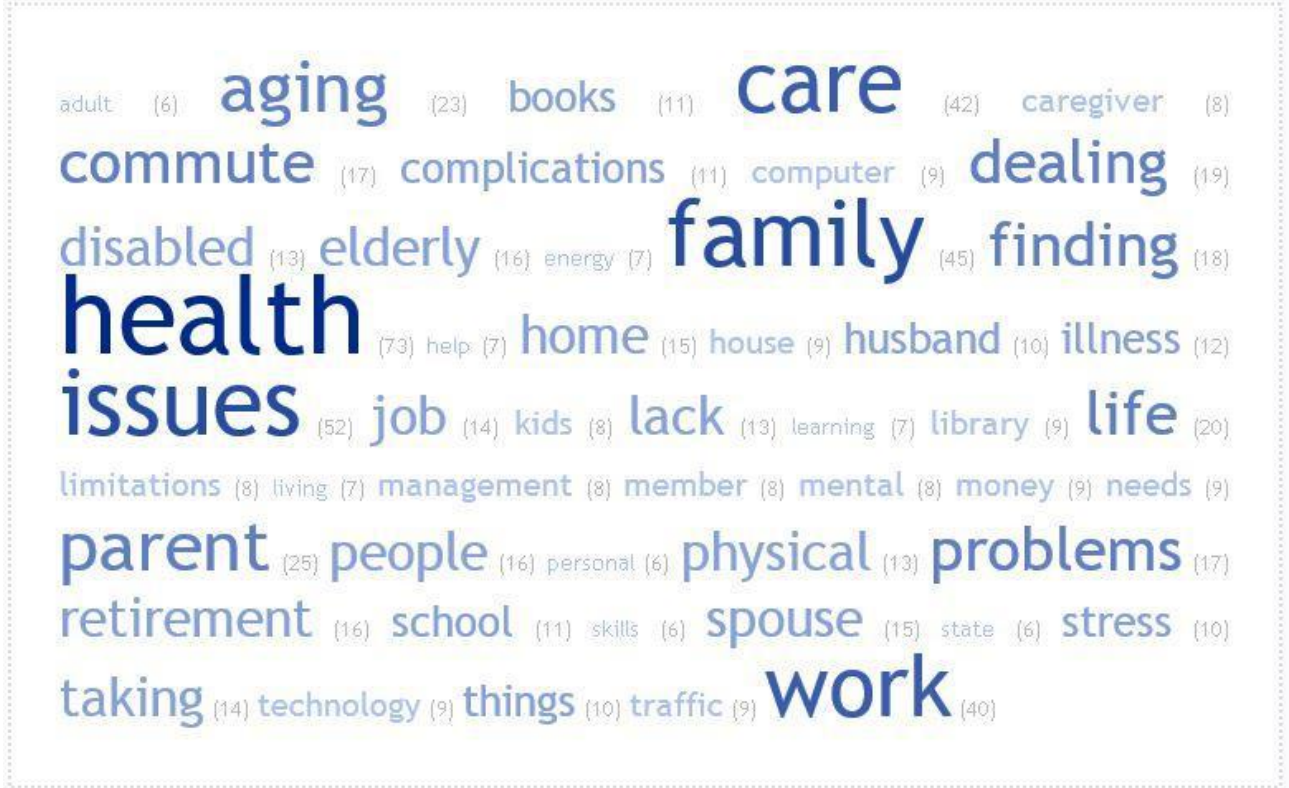 adult (6) aging (23) books (11) care (42) caregiver (8)
commute (17) complications (11) computer (9) dealing (19)
disabled (13) elderly (16) energy (7) family (45) finding (18)
health (73) help (7) home (15) house (9) husband (10) illness (12)
issues (52) job (14) kids (8) lack (13) learning (7) library (9) life (20)
limitations (8) living (7) management (8) member (8) mental (8) money (9) needs (9)
parent (25) people (16) personal (6) physical (13) problems (17)
retirement (16) school (11) skills (6) spouse (15) state (6) stress (10)
taking (14) technology (9) things (10) traffic (9) work (40)